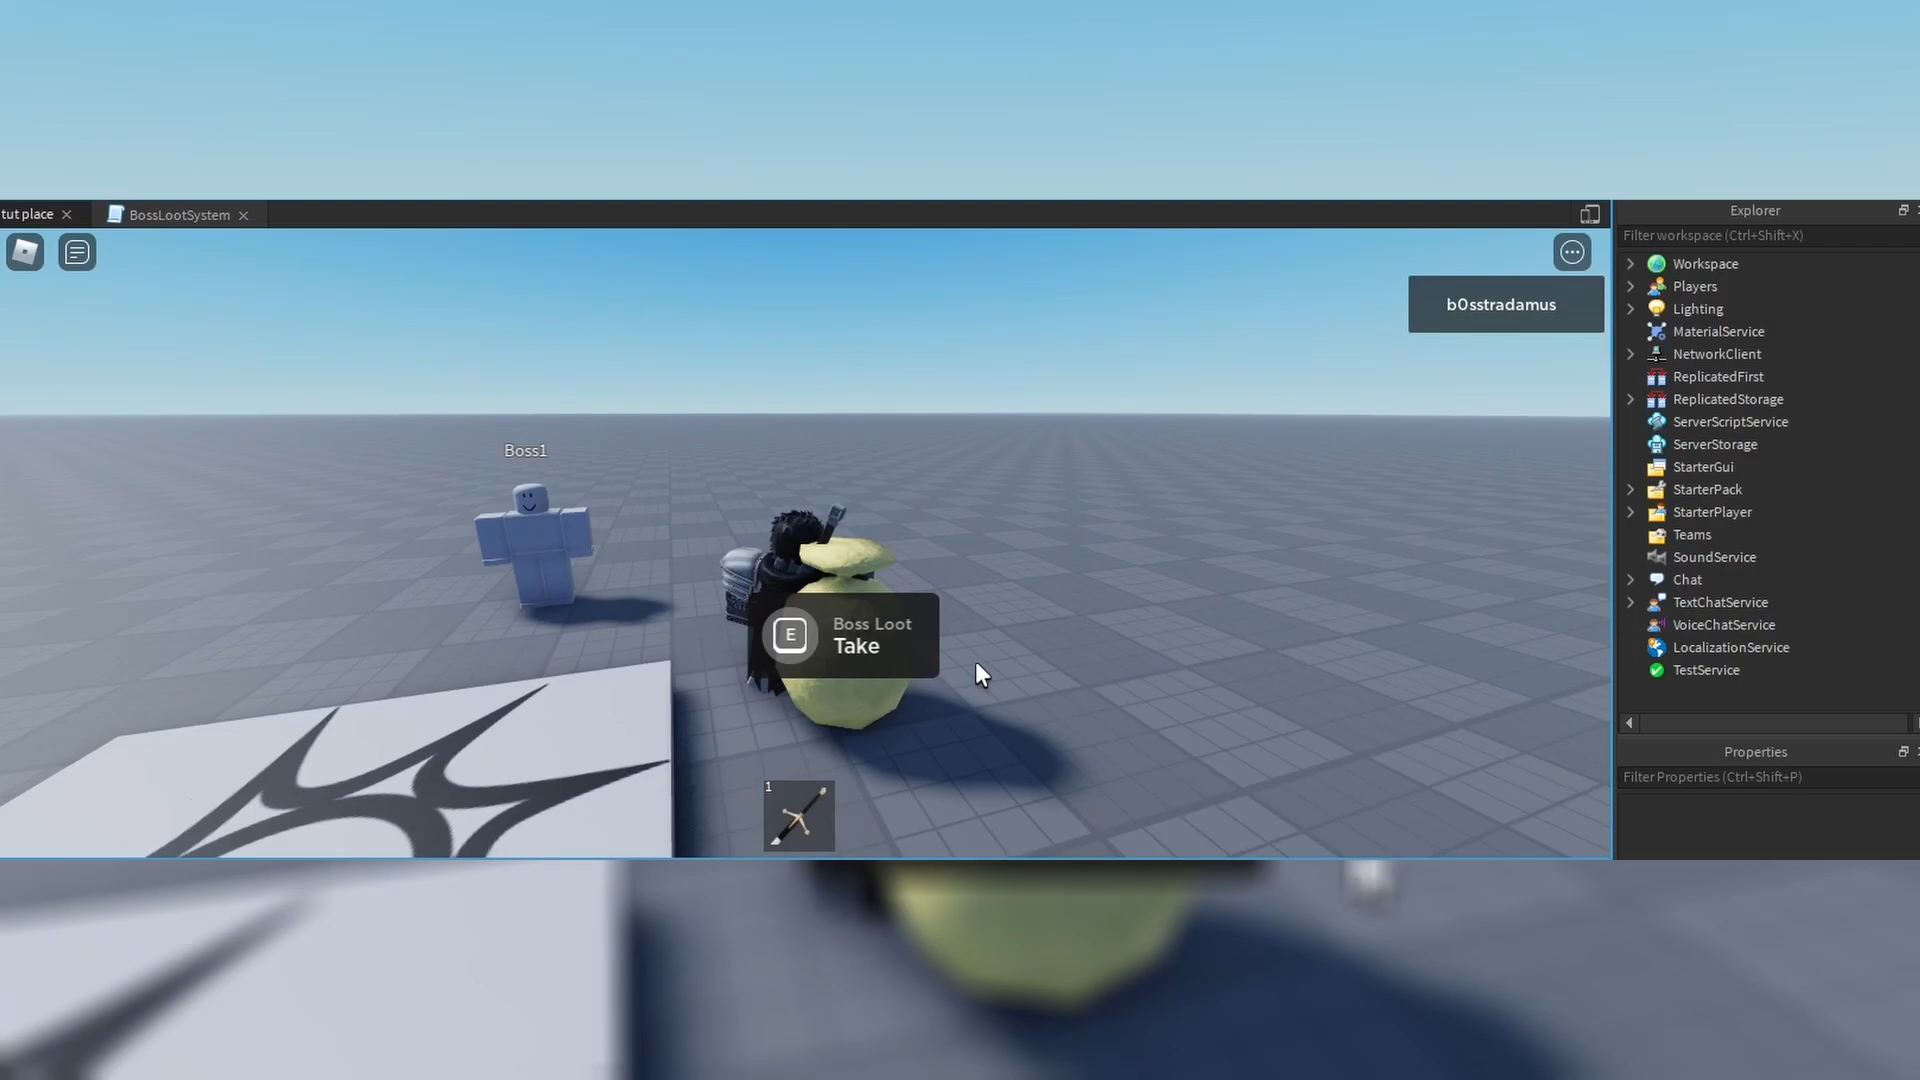 tut place
BossLootSystem
b0sstradamus
Boss1
E
Boss Loot
Take
1
Explorer
Filter workspace (Ctrl+Shift+X)
Workspace
Players
Lighting
MaterialService
NetworkClient
ReplicatedFirst
ReplicatedStorage
ServerScriptService
ServerStorage
StarterGui
StarterPack
StarterPlayer
Teams
SoundService
Chat
TextChatService
VoiceChatService
LocalizationService
TestService
Properties
Filter Properties (Ctrl+Shift+P)